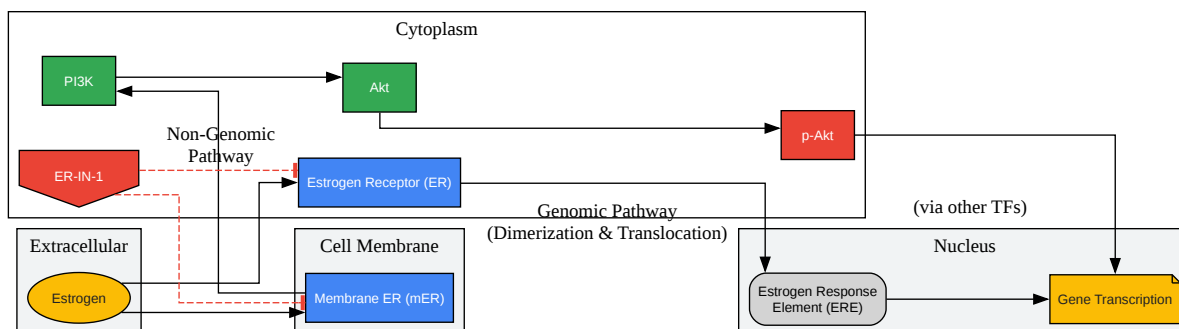 Cytoplasm
PI3K
Akt
p-Akt
Non-Genomic
Pathway
ER-IN-1
Estrogen Receptor (ER)
Genomic Pathway
(Dimerization & Translocation)
(via other TFs)
Extracellular
Cell Membrane
Nucleus
Estrogen
Membrane ER (mER)
Estrogen Response
Element (ERE)
Gene Transcription